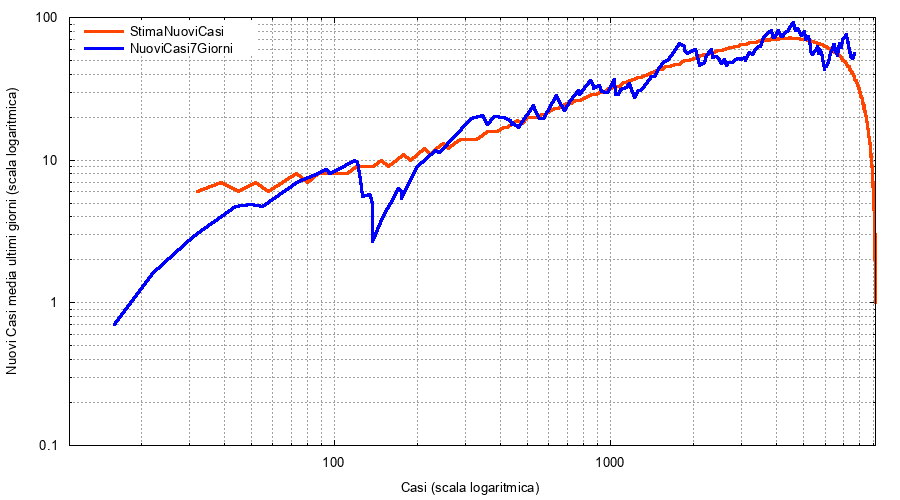 100
StimaNuoviCasi
NuoviCasi7Giorni
10
1
0.1
Nuovi Casi media ultimi giorni (scala logaritmica)
100
1000
Casi (scala logaritmica)